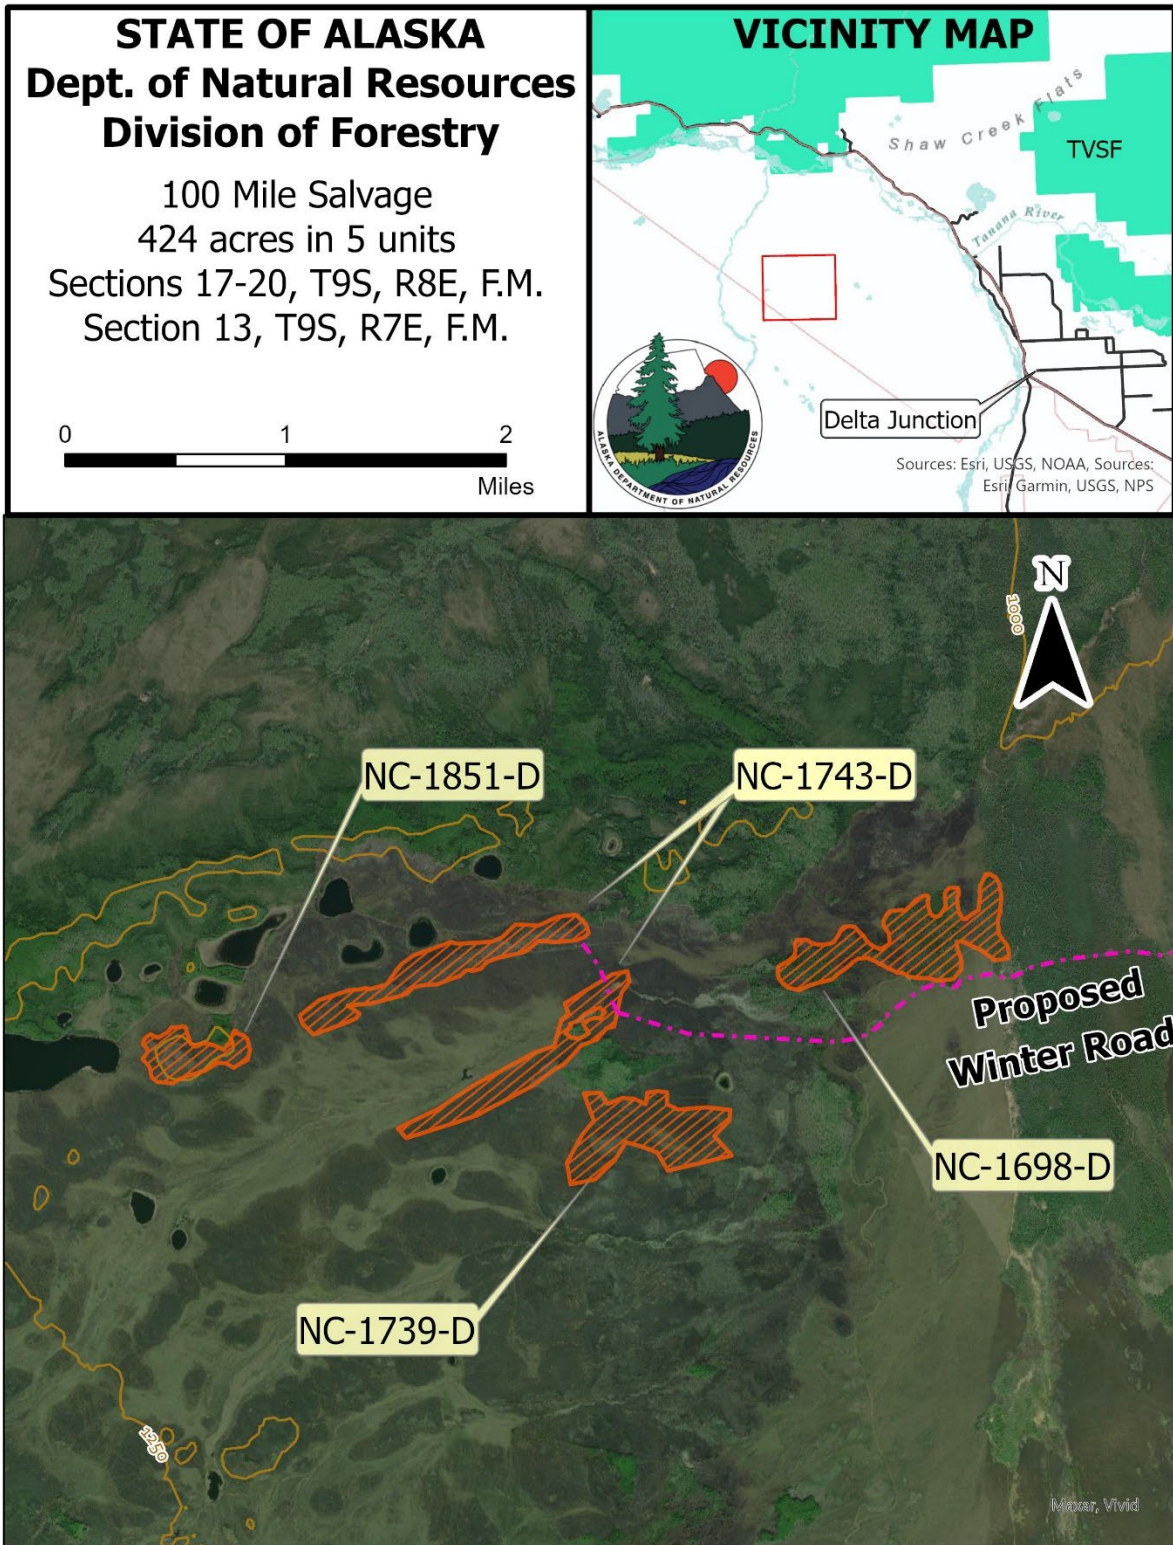 STATE OF ALASKA
Dept. of Natural Resources
Division of Forestry
100 Mile Salvage
424 acres in 5 units
Sections 17-20, T9S, R8E, F.M.
Section 13, T9S, R7E, F.M.
0 1 2
Miles
VICINITY MAP
Shaw Creek Flats
TVSF
Tanana River
Delta Junction
ALASKA DEPARTMENT OF NATURAL RESOURCES
Sources: Esri, USGS, NOAA, Sources:
Esri, Garmin, USGS, NPS
N
1000
NC-1851-D
NC-1743-D
Proposed
Winter Road
NC-1698-D
NC-1739-D
1250
Maxar, Vivid